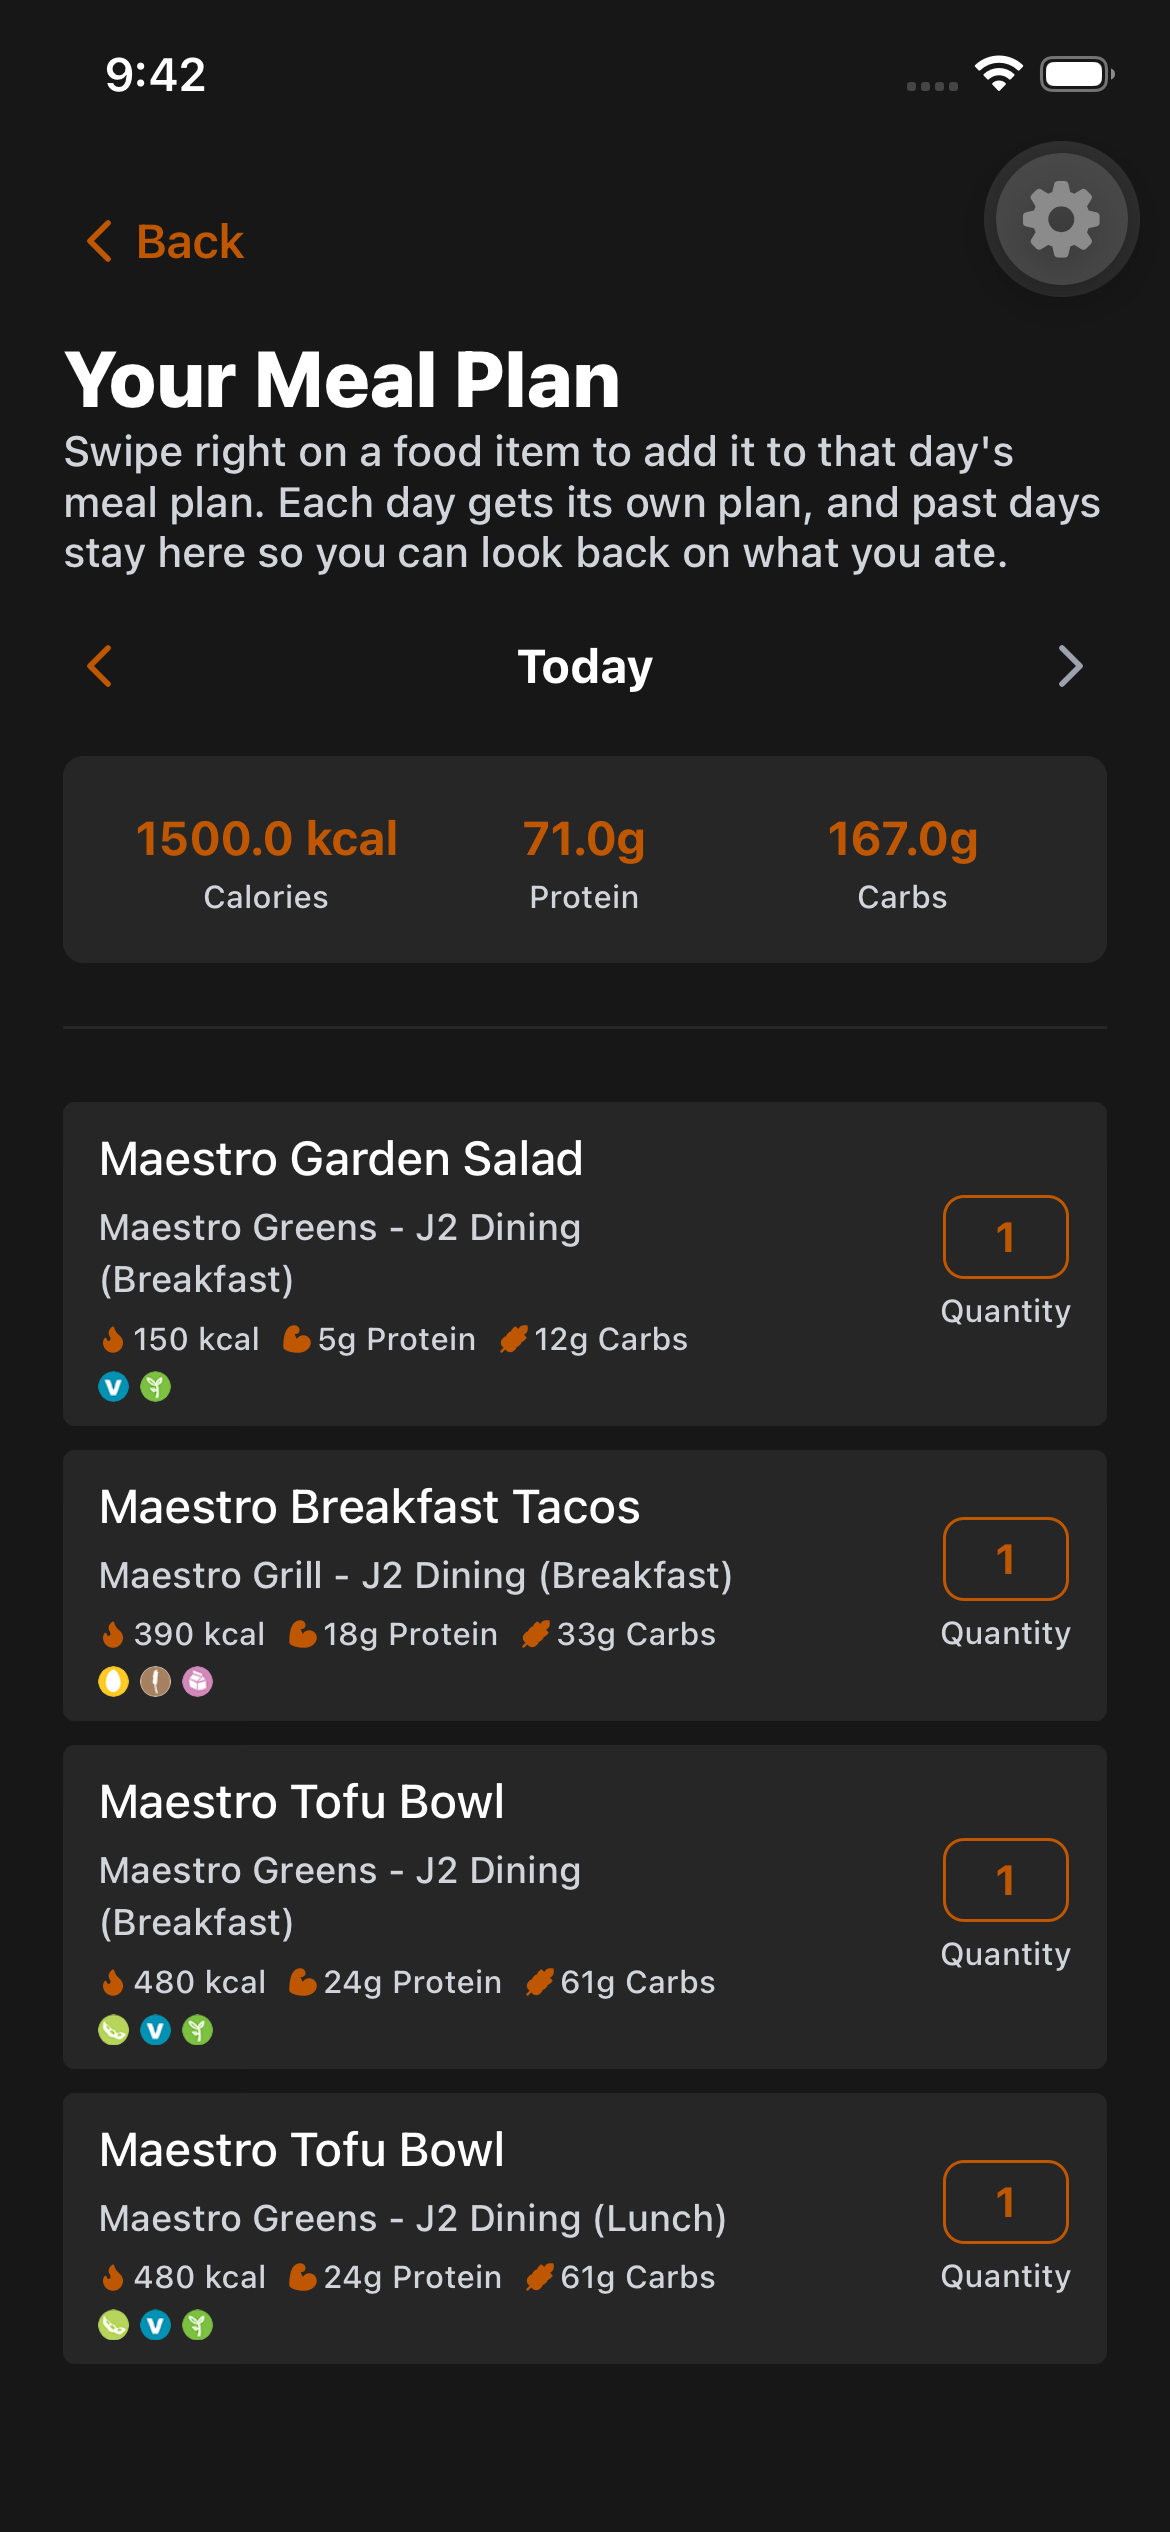 9:42
Back
Your Meal Plan
Swipe right on a food item to add it to that day's
meal plan. Each day gets its own plan, and past days
stay here so you can look back on what you ate.
Today
1500.0 kcal 71.0g 167.0g
Calories Protein Carbs
Maestro Garden Salad
Maestro Greens - J2 Dining
(Breakfast)
150 kcal 5g Protein 12g Carbs
V
1
Quantity
Maestro Breakfast Tacos
Maestro Grill - J2 Dining (Breakfast)
390 kcal 18g Protein 33g Carbs
1
Quantity
Maestro Tofu Bowl
Maestro Greens - J2 Dining
(Breakfast)
480 kcal 24g Protein 61g Carbs
V
1
Quantity
Maestro Tofu Bowl
Maestro Greens - J2 Dining (Lunch)
480 kcal 24g Protein 61g Carbs
V
1
Quantity